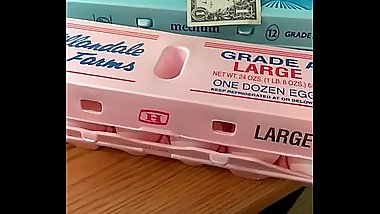 medium
12
GRADE A
LARGE
NET WT. 24 OZS. (1 LB. 8 OZS.)
ONE DOZEN EGG
KEEP REFRIGERATED AT OR BELOW
llandale
Farms
H
LARGE